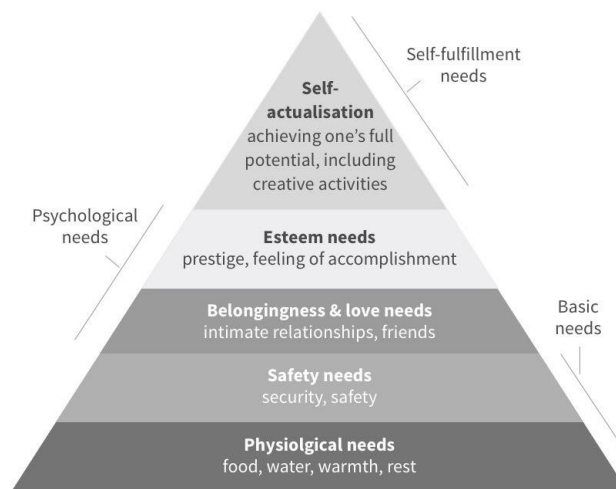 Self-fulfillment
needs
Self-
actualisation
achieving one's full
potential, including
creative activities
Psychological
needs
Esteem needs
prestige, feeling of accomplishment
Belongingness & love needs
intimate relationships, friends
Basic
needs
Safety needs
security, safety
Physiolgical needs
food, water, warmth, rest